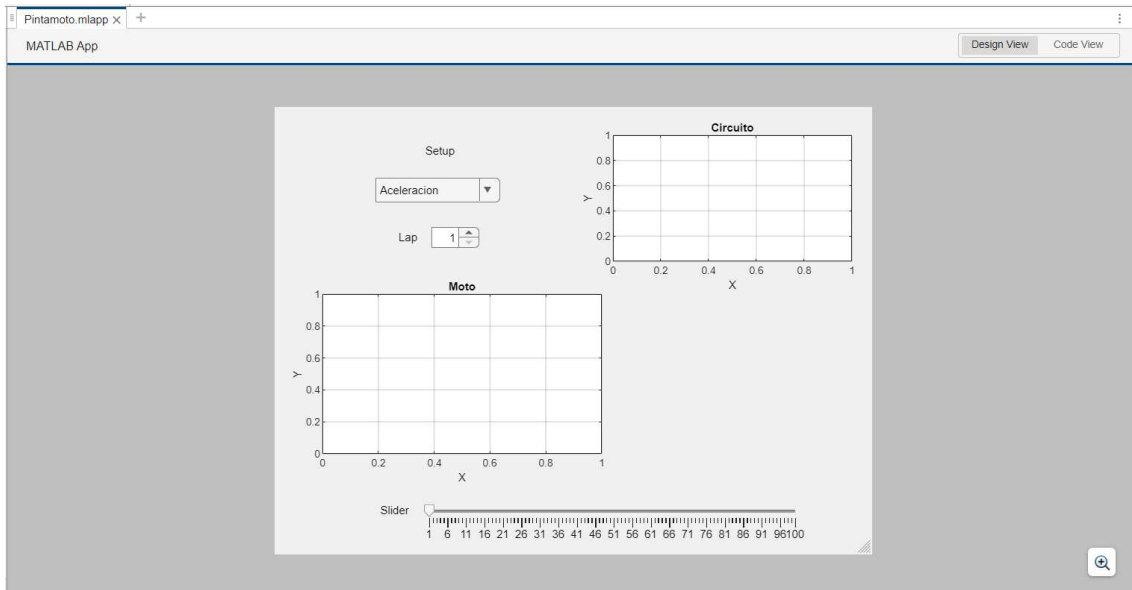 Pintamoto.mlapp
MATLAB App
Design View Code View
Setup
Aceleracion
Lap 1
Circuito
1
0.8
0.6
0.4
0.2
0
Y
0 0.2 0.4 0.6 0.8 1
X
Moto
1
0.8
0.6
0.4
0.2
0
Y
0 0.2 0.4 0.6 0.8 1
X
Slider
1 6 11 16 21 26 31 36 41 46 51 56 61 66 71 76 81 86 91 96100